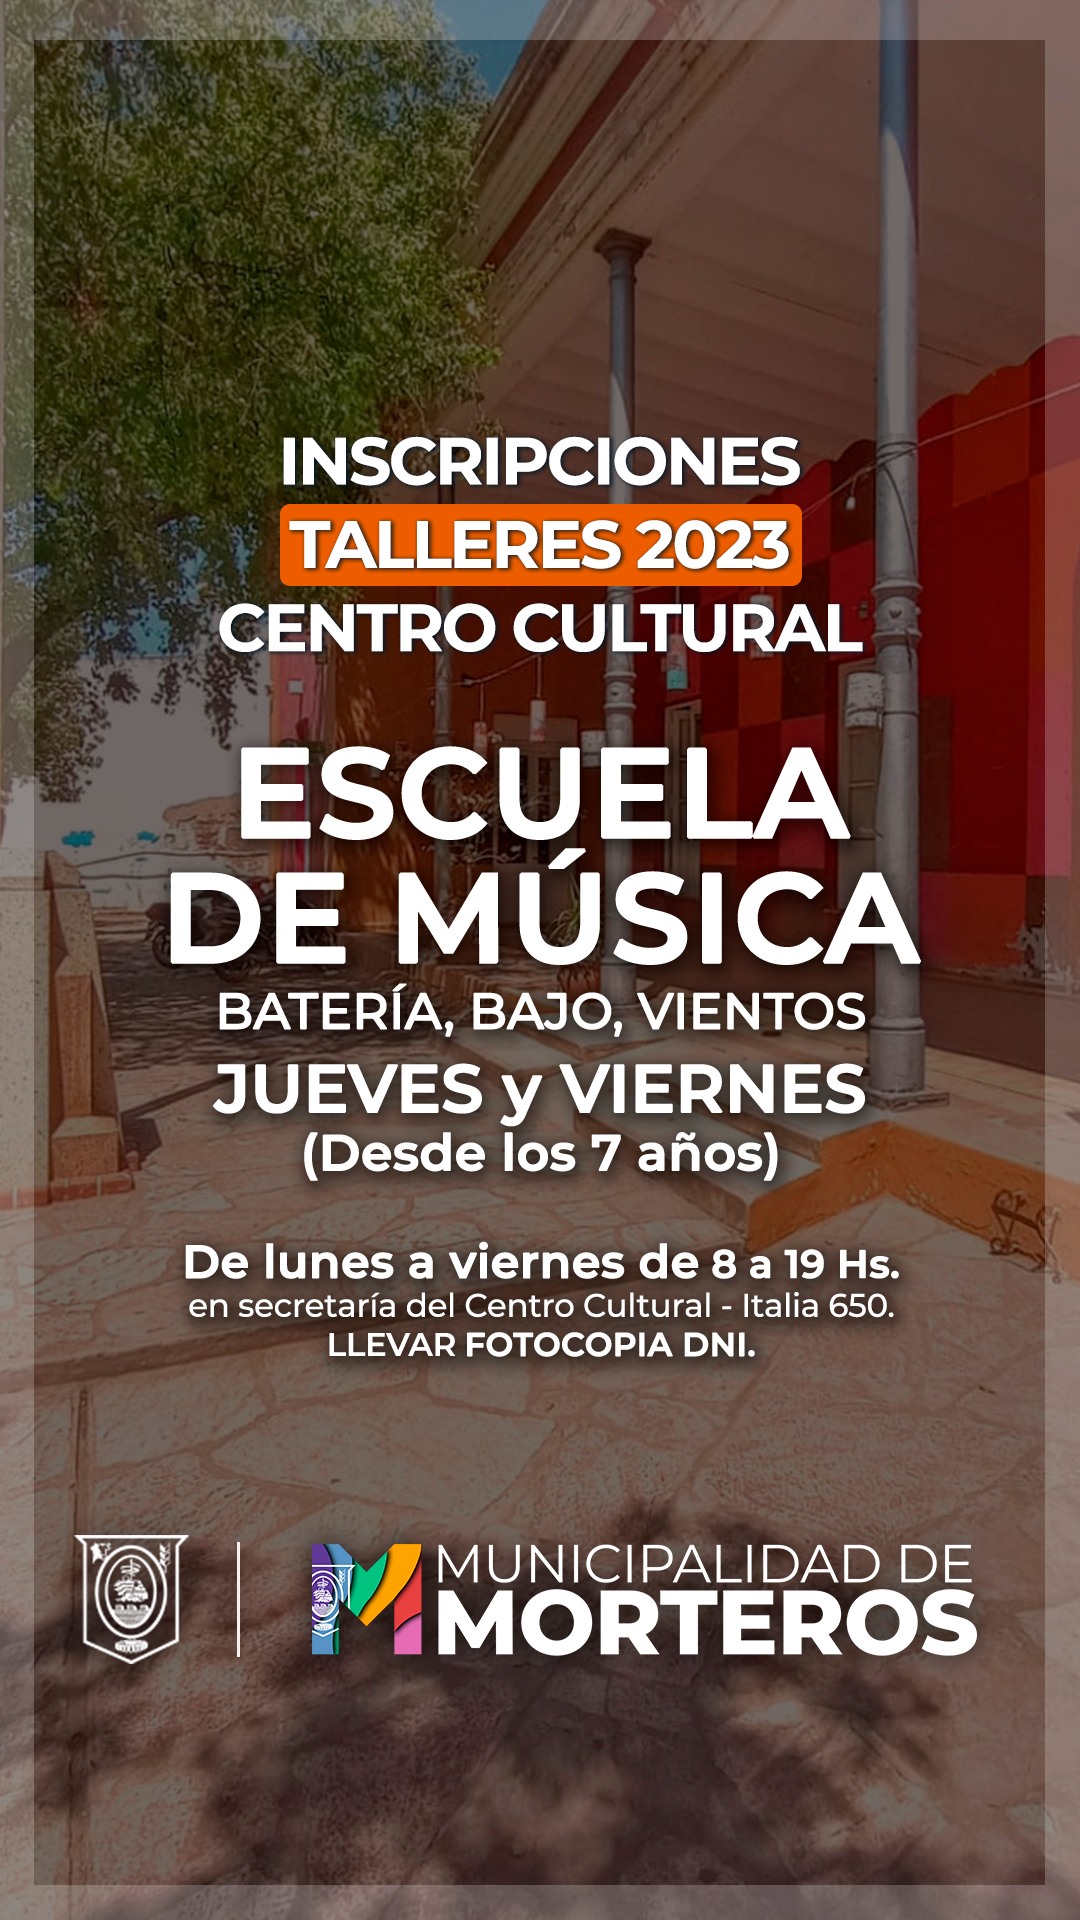 INSCRIPCIONES
TALLERES 2023
CENTRO CULTURAL
ESCUELA
DE MÚSICA
BATERÍA, BAJO, VIENTOS
JUEVES y VIERNES
(Desde los 7 años)
De lunes a viernes de 8 a 19 Hs.
en secretaría del Centro Cultural - Italia 650.
LLEVAR FOTOCOPIA DNI.
MUNICIPALIDAD DE
MORTEROS